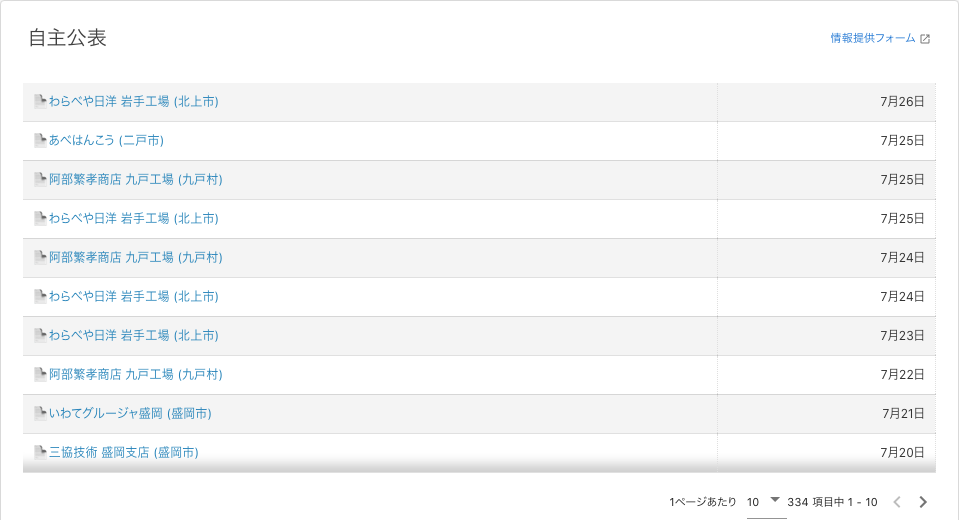 自主公表
情報提供フォーム
わらべや日洋 岩手工場 (北上市) 7月26日
あべはんこう (二戸市) 7月25日
阿部繁孝商店 九戸工場 (九戸村) 7月25日
わらべや日洋 岩手工場 (北上市) 7月25日
阿部繁孝商店 九戸工場 (九戸村) 7月24日
わらべや日洋 岩手工場 (北上市) 7月24日
わらべや日洋 岩手工場 (北上市) 7月23日
阿部繁孝商店 九戸工場 (九戸村) 7月22日
いわてグルージャ盛岡 (盛岡市) 7月21日
三協技術 盛岡支店 (盛岡市) 7月20日
1ページあたり 10 334 項目中 1 - 10